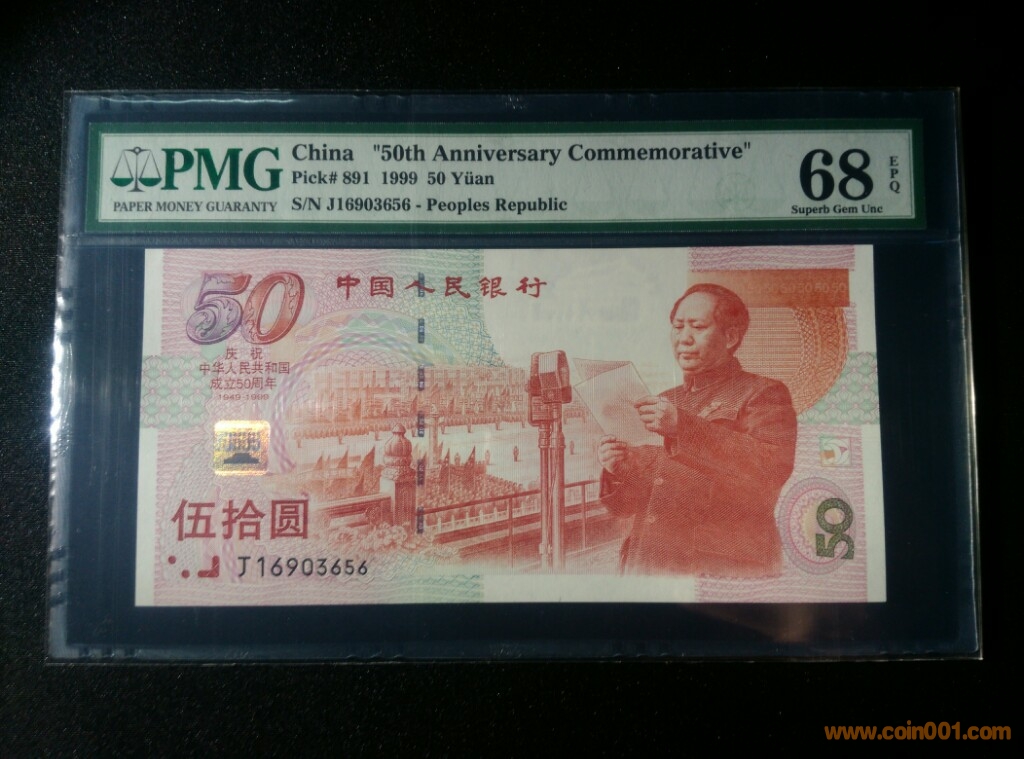 PMG
PAPER MONEY GUARANTY
China "50th Anniversary Commemorative"
Pick# 891 1999 50 Yüan
S/N J16903656 - Peoples Republic
68
EPQ
Superb Gem Unc
50
中国人民银行
庆祝
中华人民共和国
成立50周年
1949-1999
伍拾圆
J16903656
50
www.coin001.com